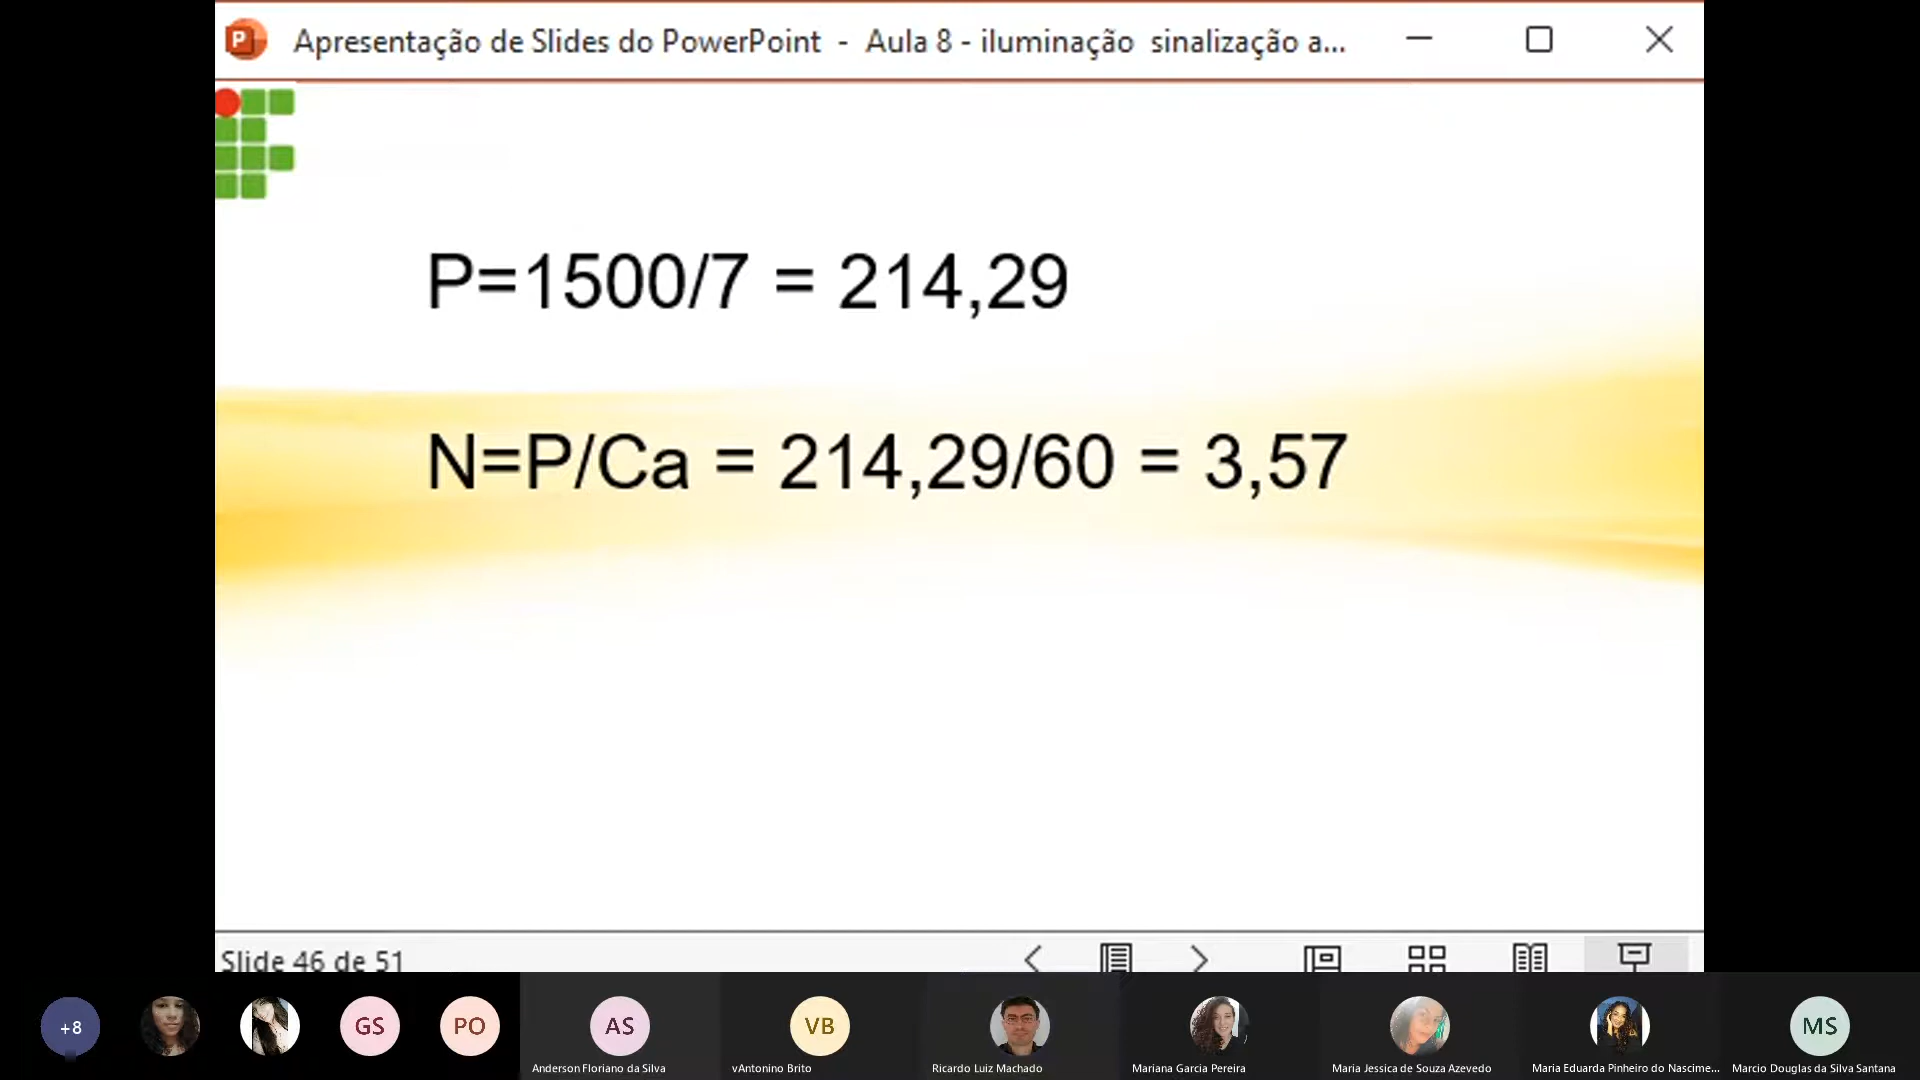 Apresentação de Slides do PowerPoint - Aula 8 - iluminação sinalização a...
P=1500/7 = 214,29
N=P/Ca = 214,29/60 = 3,57
Slide 46 de 51
+8
GS
PO
AS
VB
MS
Anderson Floriano da Silva
vAntonino Brito
Ricardo Luiz Machado
Mariana Garcia Pereira
Maria Jessica de Souza Azevedo
Maria Eduarda Pinheiro do Nascime...
Marcio Douglas da Silva Santana